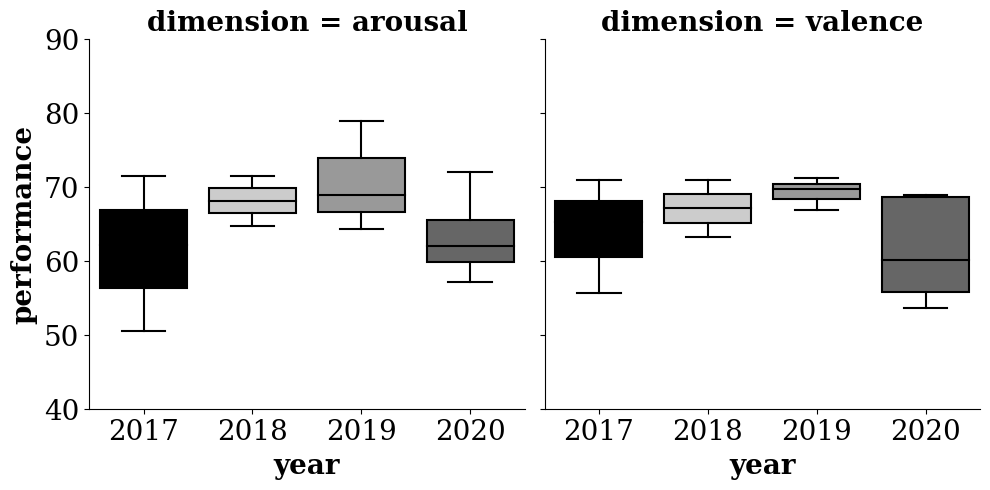 dimension = arousal
dimension = valence
performance
90
80
70
60
50
40
2017 2018 2019 2020
2017 2018 2019 2020
year
year